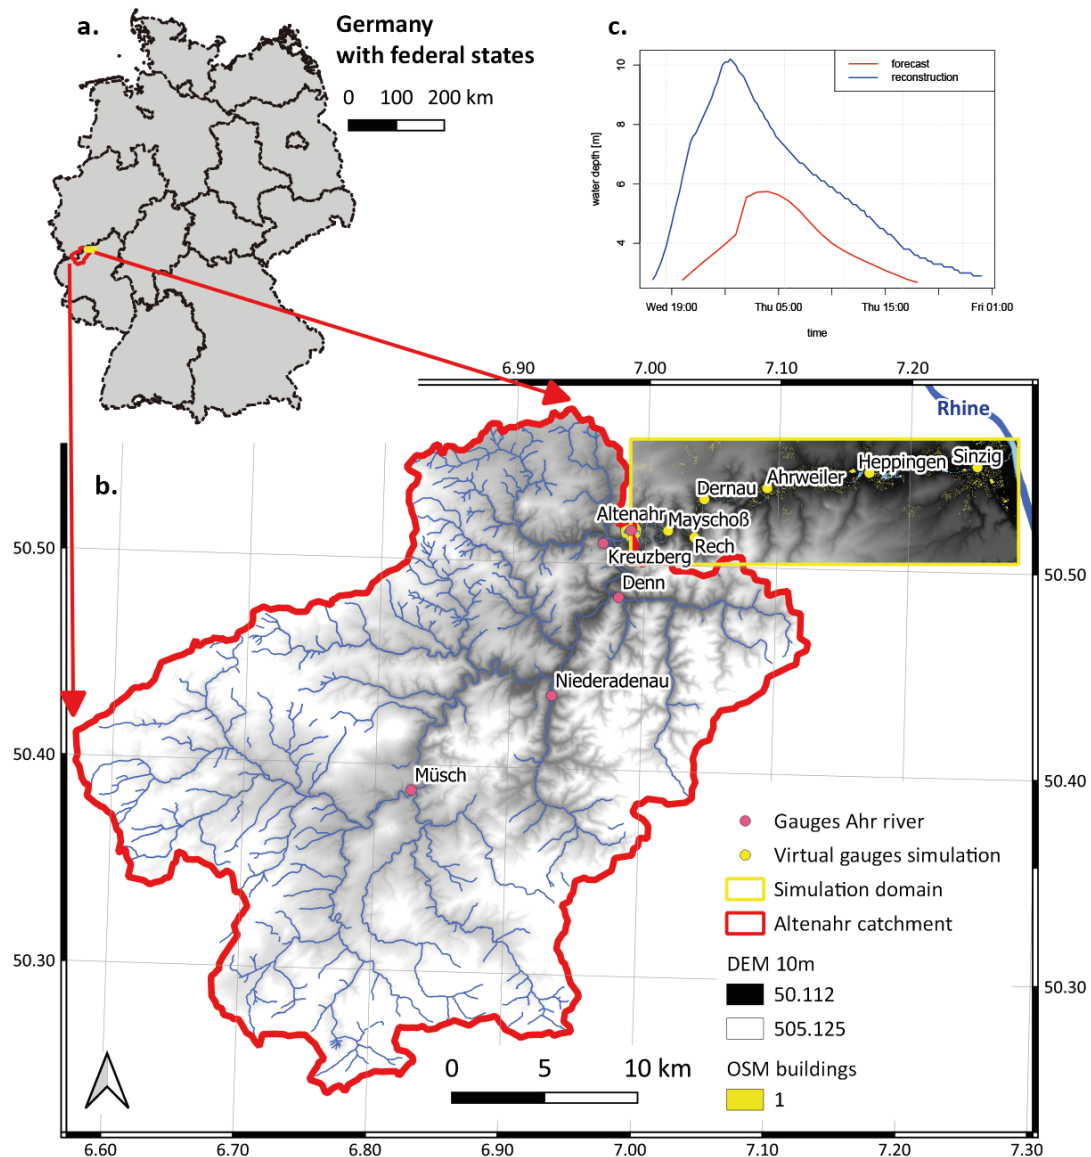 a.
Germany
with federal states
0 100 200 km
c.
forecast
reconstruction
water depth [m]
10
8
6
4
Wed 19:00 Thu 05:00 Thu 15:00 Fri 01:00
time
6.90 7.00 7.10 7.20
Rhine
b.
Sinzig
Heppingen
Ahrweiler
Dernau
Altenahr
Mayschoß
Rech
Kreuzberg
Denn
Niederadenau
Müsch
50.50
50.40
50.30
50.50
50.40
50.30
Gauges Ahr river
Virtual gauges simulation
Simulation domain
Altenahr catchment
DEM 10m
50.112
505.125
OSM buildings
1
0 5 10 km
6.60 6.70 6.80 6.90 7.00 7.10 7.20 7.30